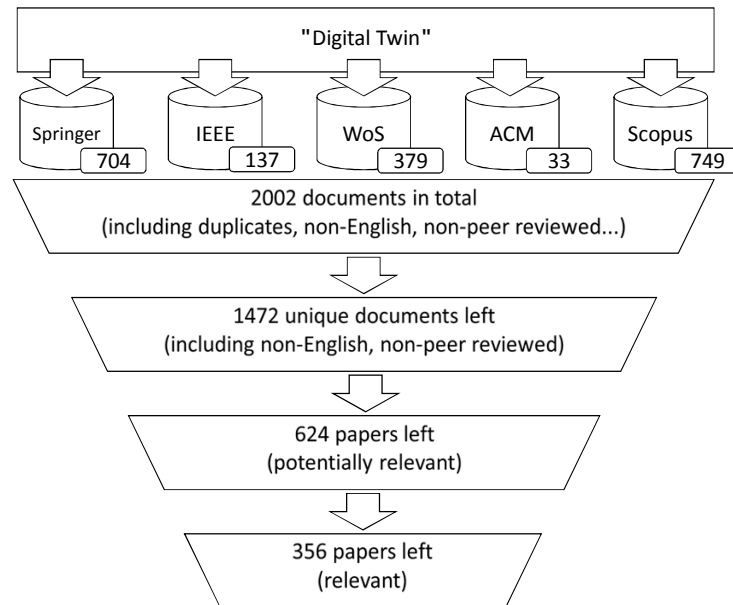 "Digital Twin"
Springer
704
IEEE
137
WoS
379
ACM
33
Scopus
749
2002 documents in total
(including duplicates, non-English, non-peer reviewed...)
1472 unique documents left
(including non-English, non-peer reviewed)
624 papers left
(potentially relevant)
356 papers left
(relevant)